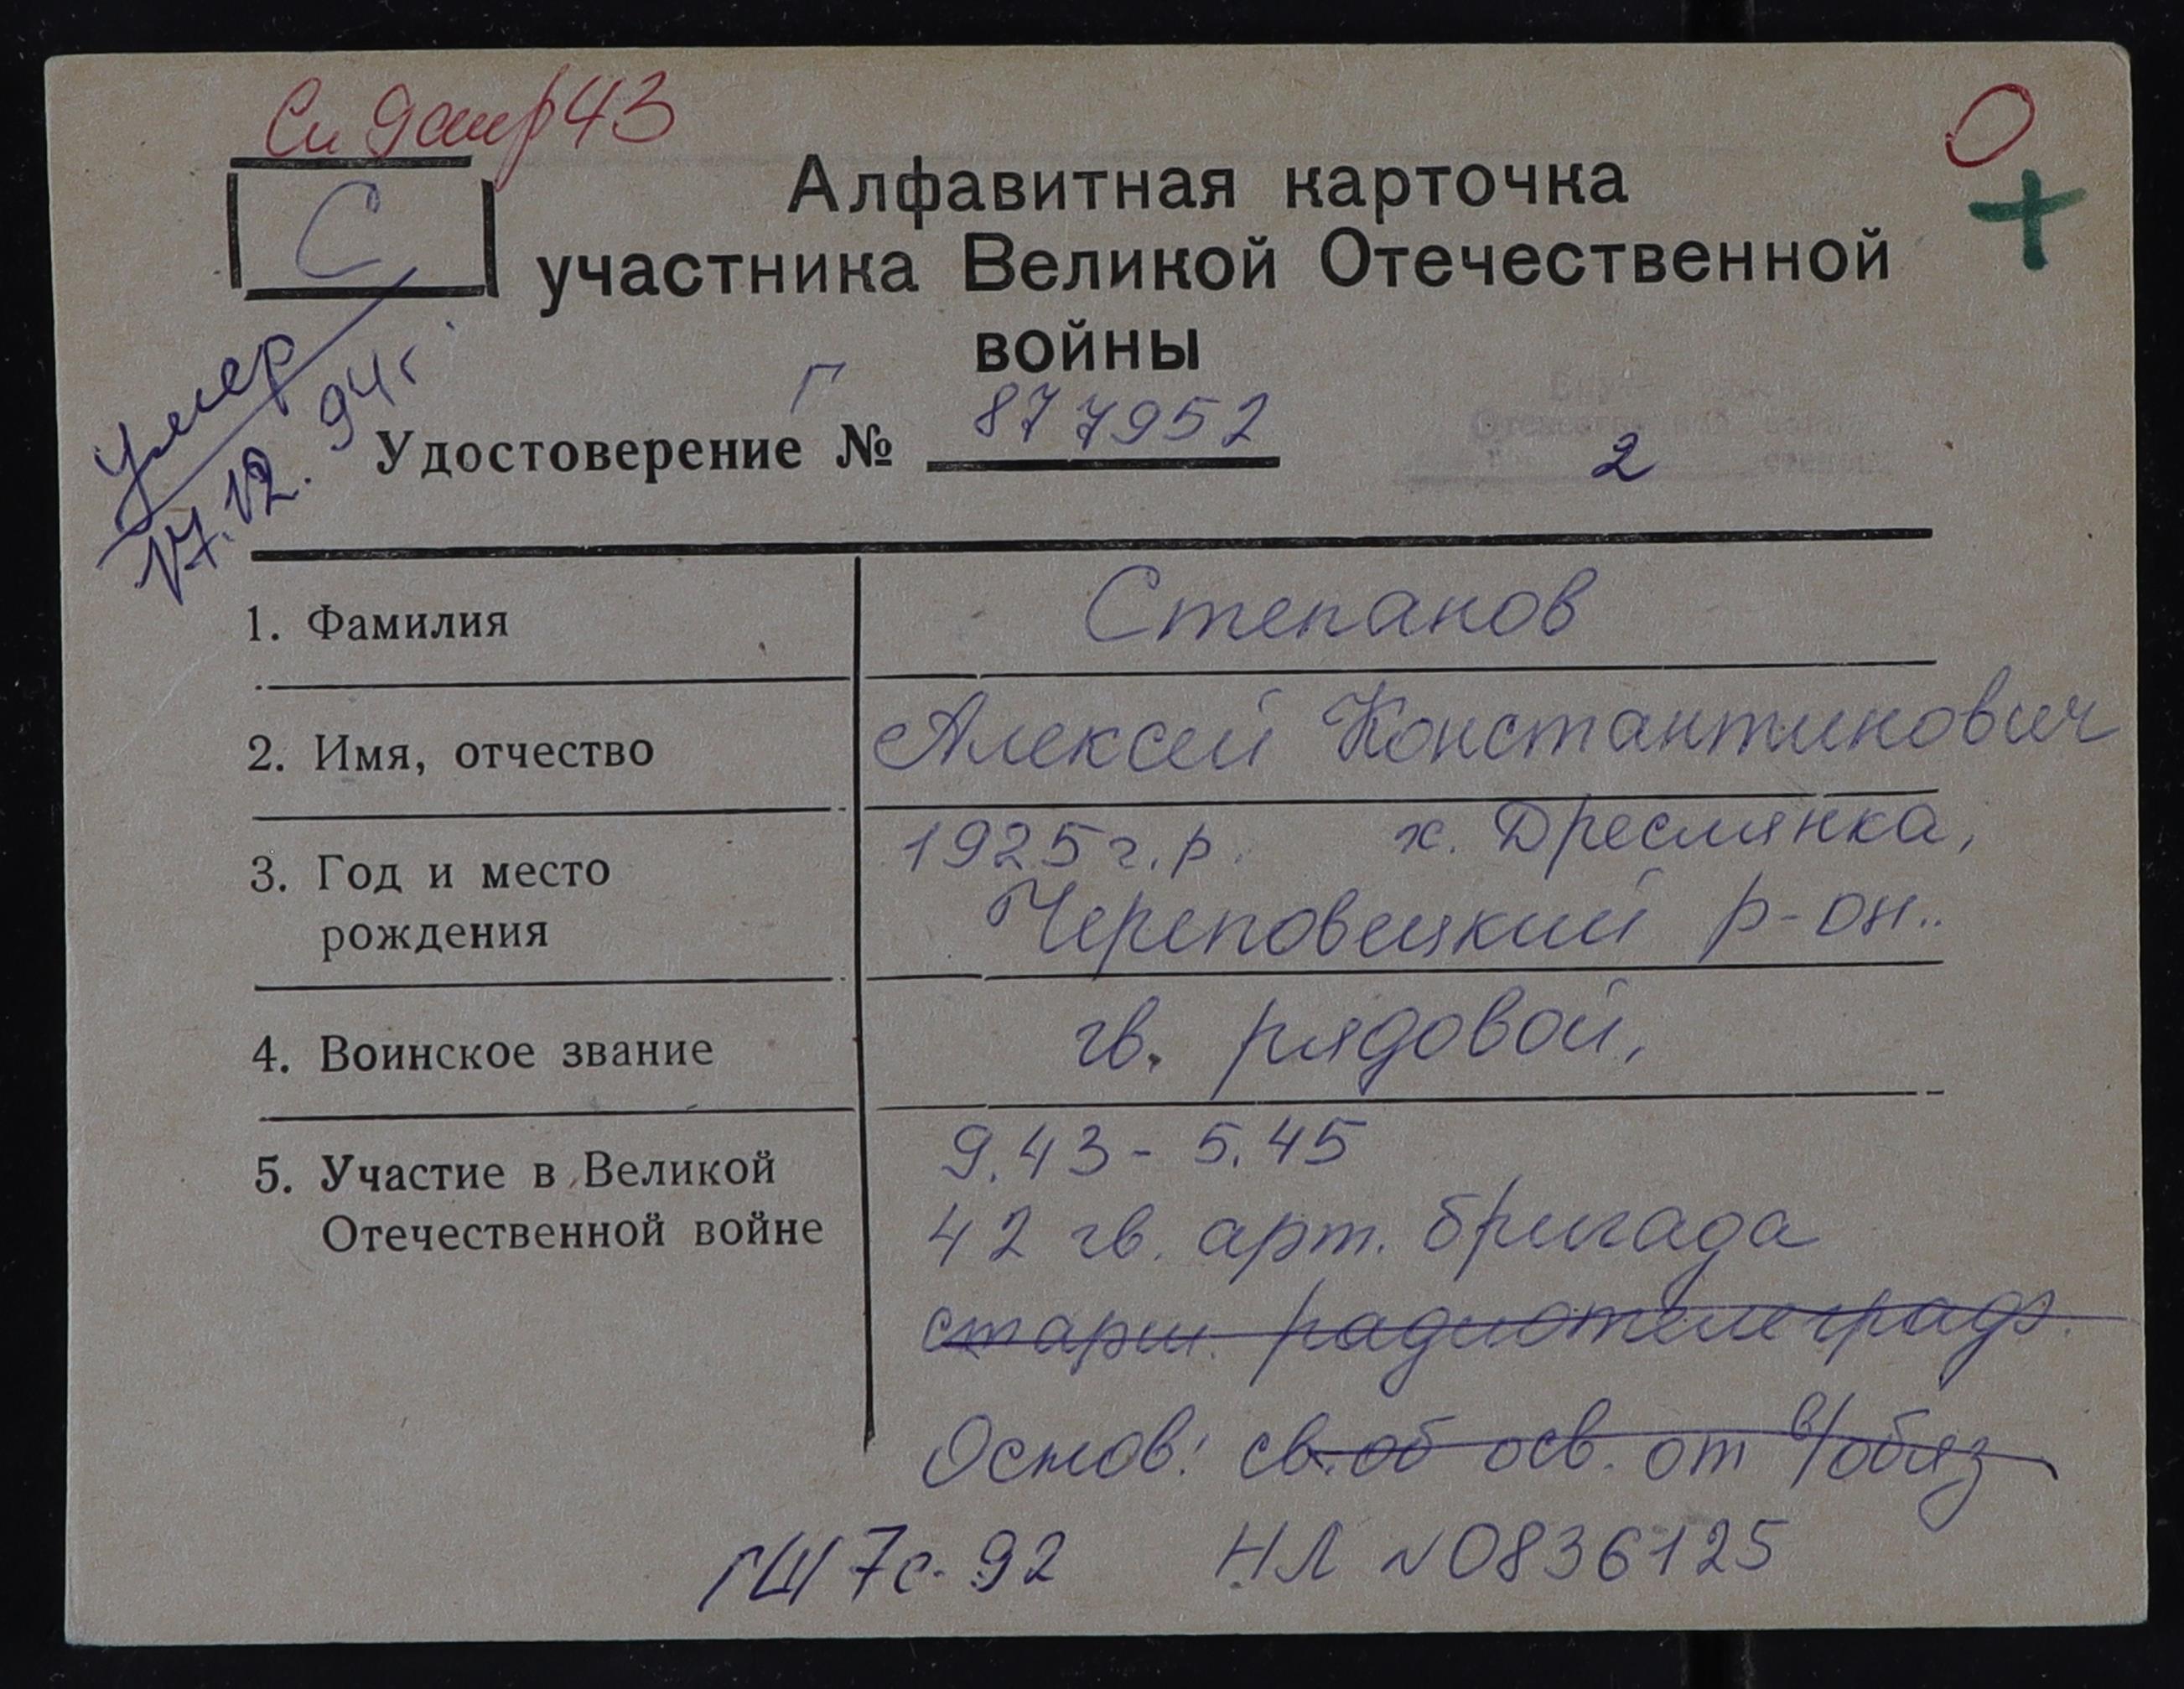 О
С
+
Алфавитная карточка
участника Великой Отечественной
войны
Умер
17.12.94г.
Г
Удостоверение № 877952
2
1. Фамилия Степанов
2. Имя, отчество Алексей Константинович
3. Год и место 1925г.р. х. Дреслянка,
рождения Череповецкий р-он..
4. Воинское звание гв. рядовой,
5. Участие в Великой 9.43 - 5.45
Отечественной войне 42 гв. арт. бригада
старш. радиотелеграф.
Основ: св. об осв. от в/обяз
ГШ 7с-92 НЛ №0836125